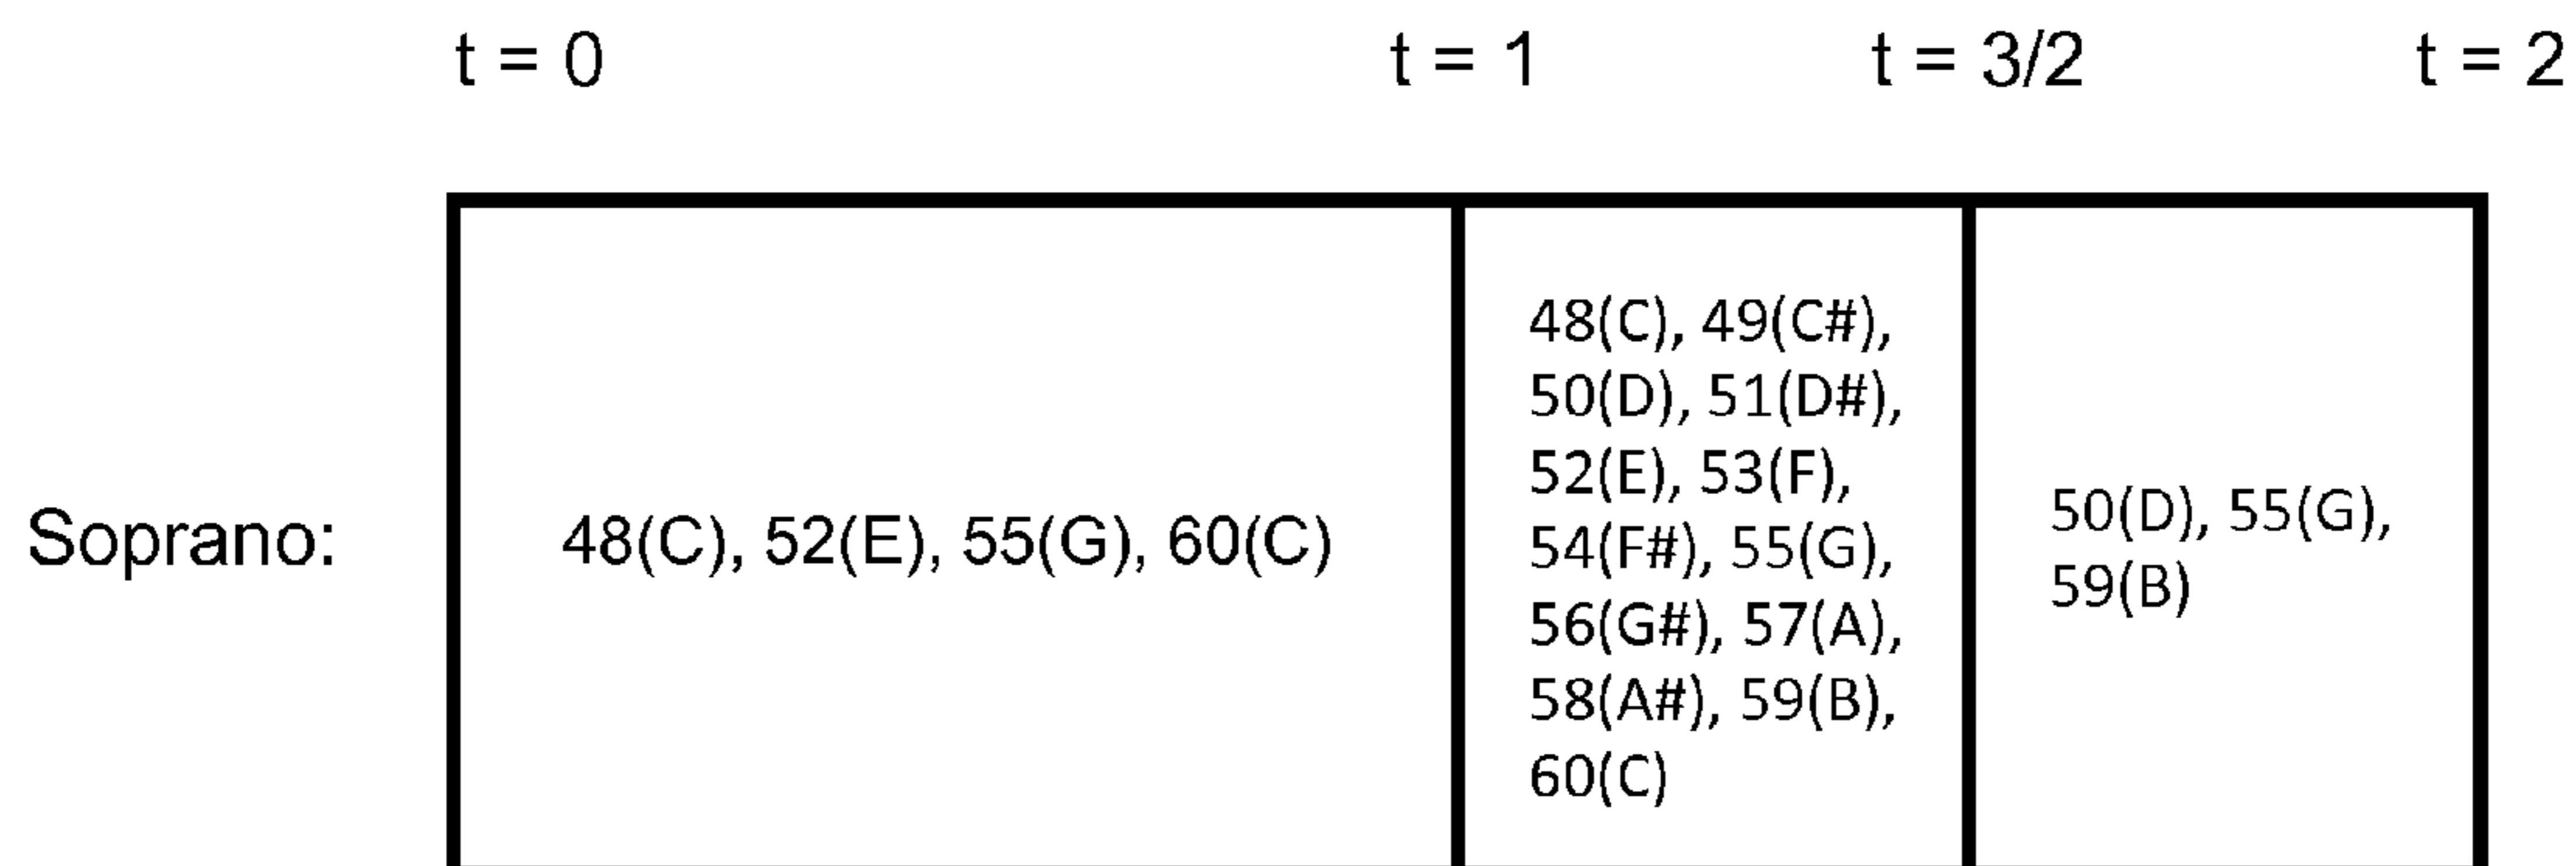 t = 0 t = 1 t = 3/2 t = 2
Soprano:
48(C), 52(E), 55(G), 60(C)
48(C), 49(C#),
50(D), 51(D#),
52(E), 53(F),
54(F#), 55(G),
56(G#), 57(A),
58(A#), 59(B),
60(C)
50(D), 55(G),
59(B)